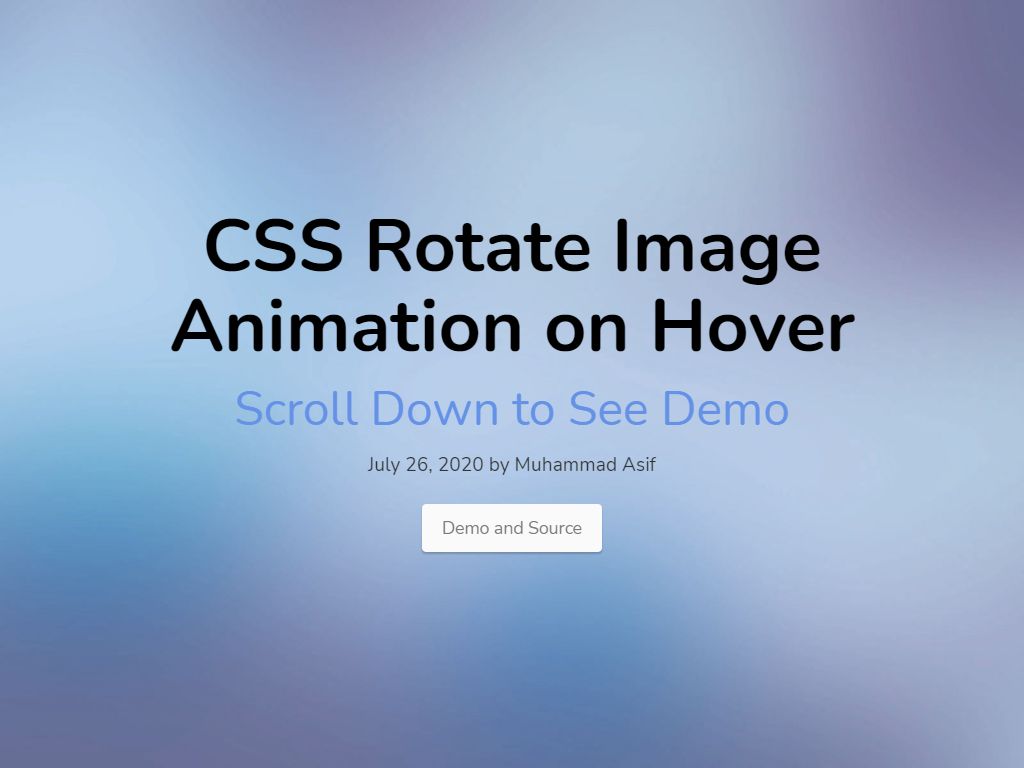 CSS Rotate Image
Animation on Hover
Scroll Down to See Demo
July 26, 2020 by Muhammad Asif
Demo and Source